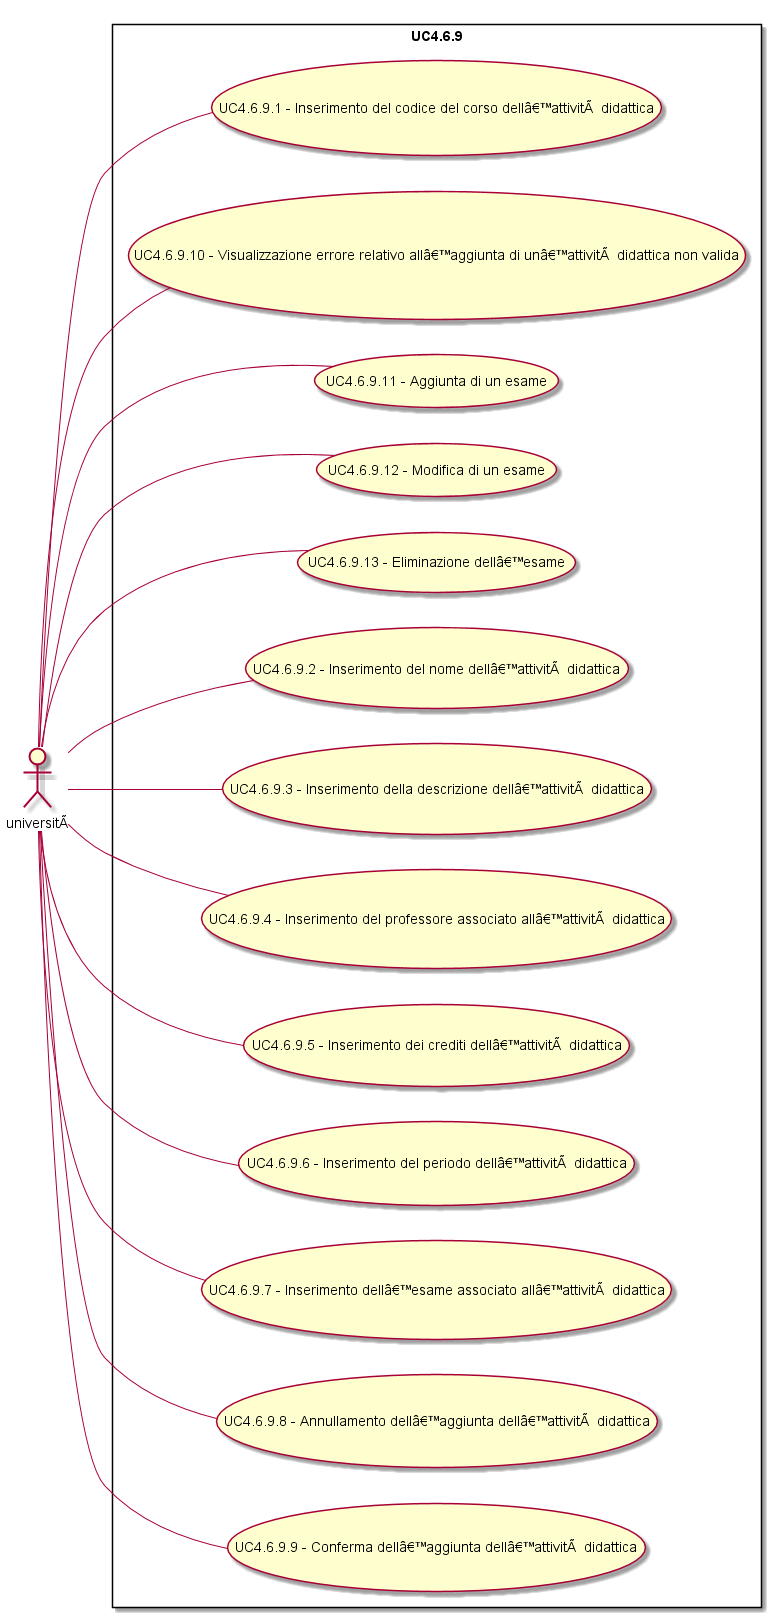 UC4.6.9
UC4.6.9.1 - Inserimento del codice del corso dellâ€™attivitÃ  didattica
UC4.6.9.10 - Visualizzazione errore relativo allâ€™aggiunta di unâ€™attivitÃ  didattica non valida
UC4.6.9.11 - Aggiunta di un esame
UC4.6.9.12 - Modifica di un esame
UC4.6.9.13 - Eliminazione dellâ€™esame
UC4.6.9.2 - Inserimento del nome dellâ€™attivitÃ  didattica
UC4.6.9.3 - Inserimento della descrizione dellâ€™attivitÃ  didattica
universitÃ
UC4.6.9.4 - Inserimento del professore associato allâ€™attivitÃ  didattica
UC4.6.9.5 - Inserimento dei crediti dellâ€™attivitÃ  didattica
UC4.6.9.6 - Inserimento del periodo dellâ€™attivitÃ  didattica
UC4.6.9.7 - Inserimento dellâ€™esame associato allâ€™attivitÃ  didattica
UC4.6.9.8 - Annullamento dellâ€™aggiunta dellâ€™attivitÃ  didattica
UC4.6.9.9 - Conferma dellâ€™aggiunta dellâ€™attivitÃ  didattica